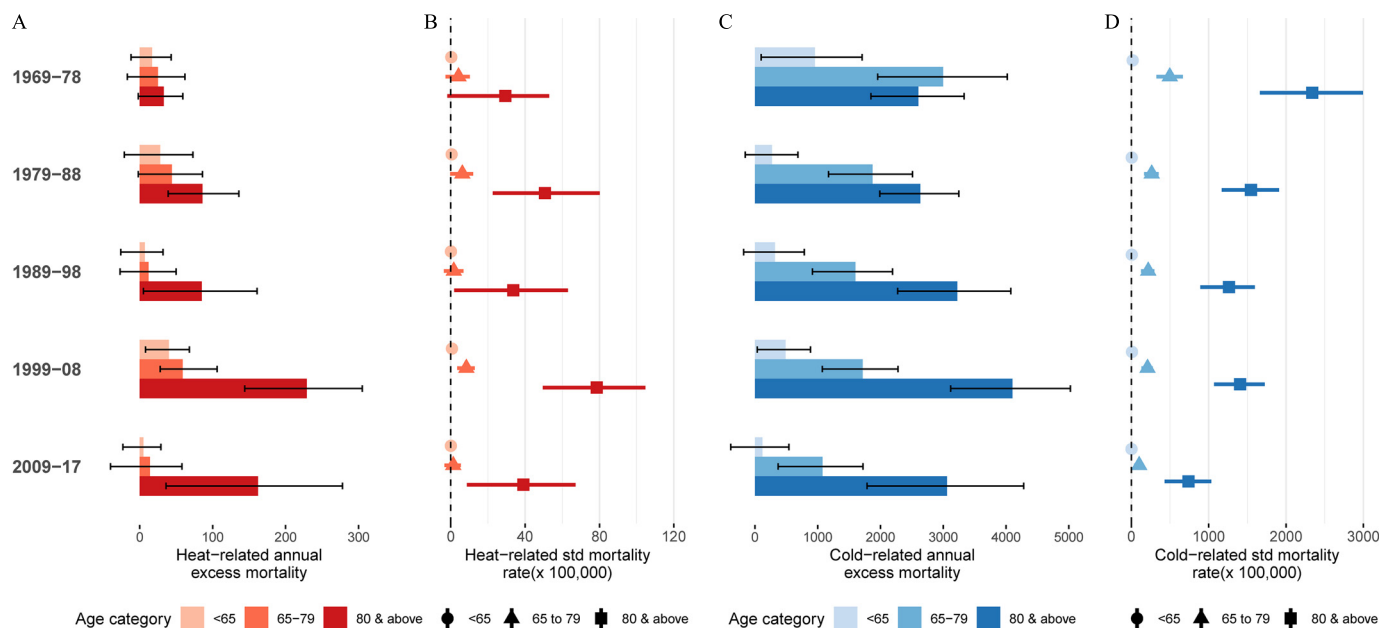 A
B
C
D
1969−78
1979−88
1989−98
1999−08
2009−17
0 100 200 300
0 40 80 120
0 1000 2000 3000 4000 5000
0 1000 2000 3000
Heat−related annual
excess mortality
Heat−related std mortality
rate(x 100,000)
Cold−related annual
excess mortality
Cold−related std mortality
rate(x 100,000)
Age category <65 65−79 80 & above <65 65 to 79 80 & above
Age category <65 65−79 80 & above <65 65 to 79 80 & above